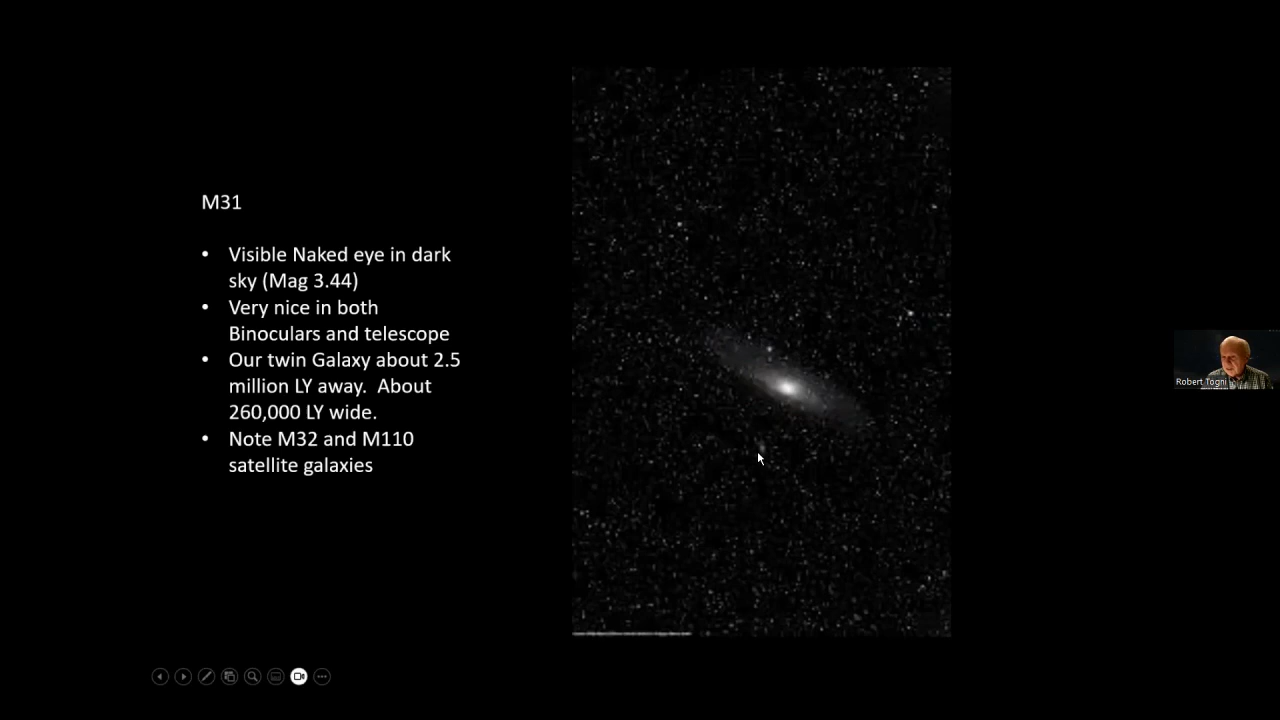 M31
• Visible Naked eye in dark
sky (Mag 3.44)
• Very nice in both
Binoculars and telescope
• Our twin Galaxy about 2.5
million LY away.  About
260,000 LY wide.
• Note M32 and M110
satellite galaxies
Robert Togni